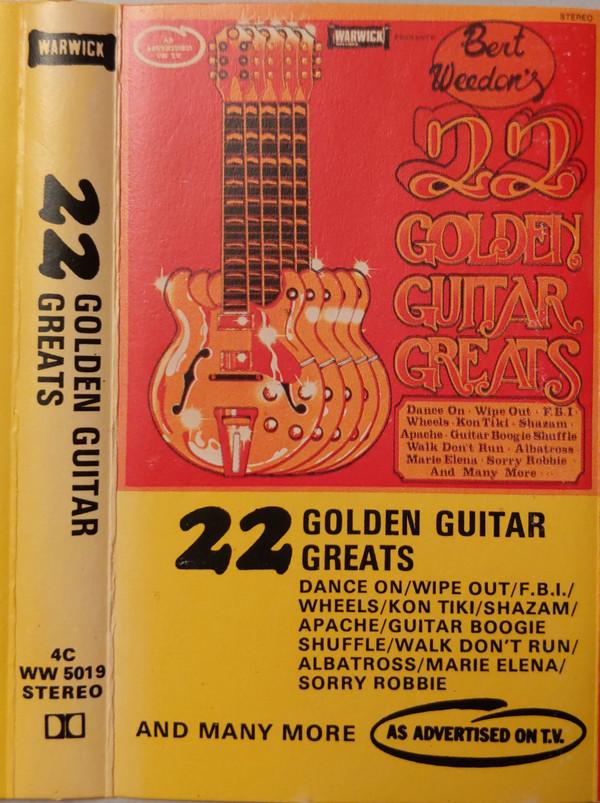 WARWICK
22 GOLDEN GUITAR
GREATS
4C
WW 5019
STEREO
STEREO
AS
ADVERTISED
ON T.V.
WARWICK
RECORDS
PRESENTS
Bert
Weedon's
22
GOLDEN
GUITAR
GREATS
Dance On · Wipe Out · F.B.I
Wheels · Kon Tiki · Shazam ·
Apache · Guitar Boogie Shuffle
Walk Don't Run · Albatross ·
Marie Elena · Sorry Robbie ·
And Many More ···
22 GOLDEN GUITAR
GREATS
DANCE ON/WIPE OUT/F.B.I./
WHEELS/KON TIKI/SHAZAM/
APACHE/GUITAR BOOGIE
SHUFFLE/WALK DON'T RUN/
ALBATROSS/MARIE ELENA/
SORRY ROBBIE
AND MANY MORE AS ADVERTISED ON T.V.